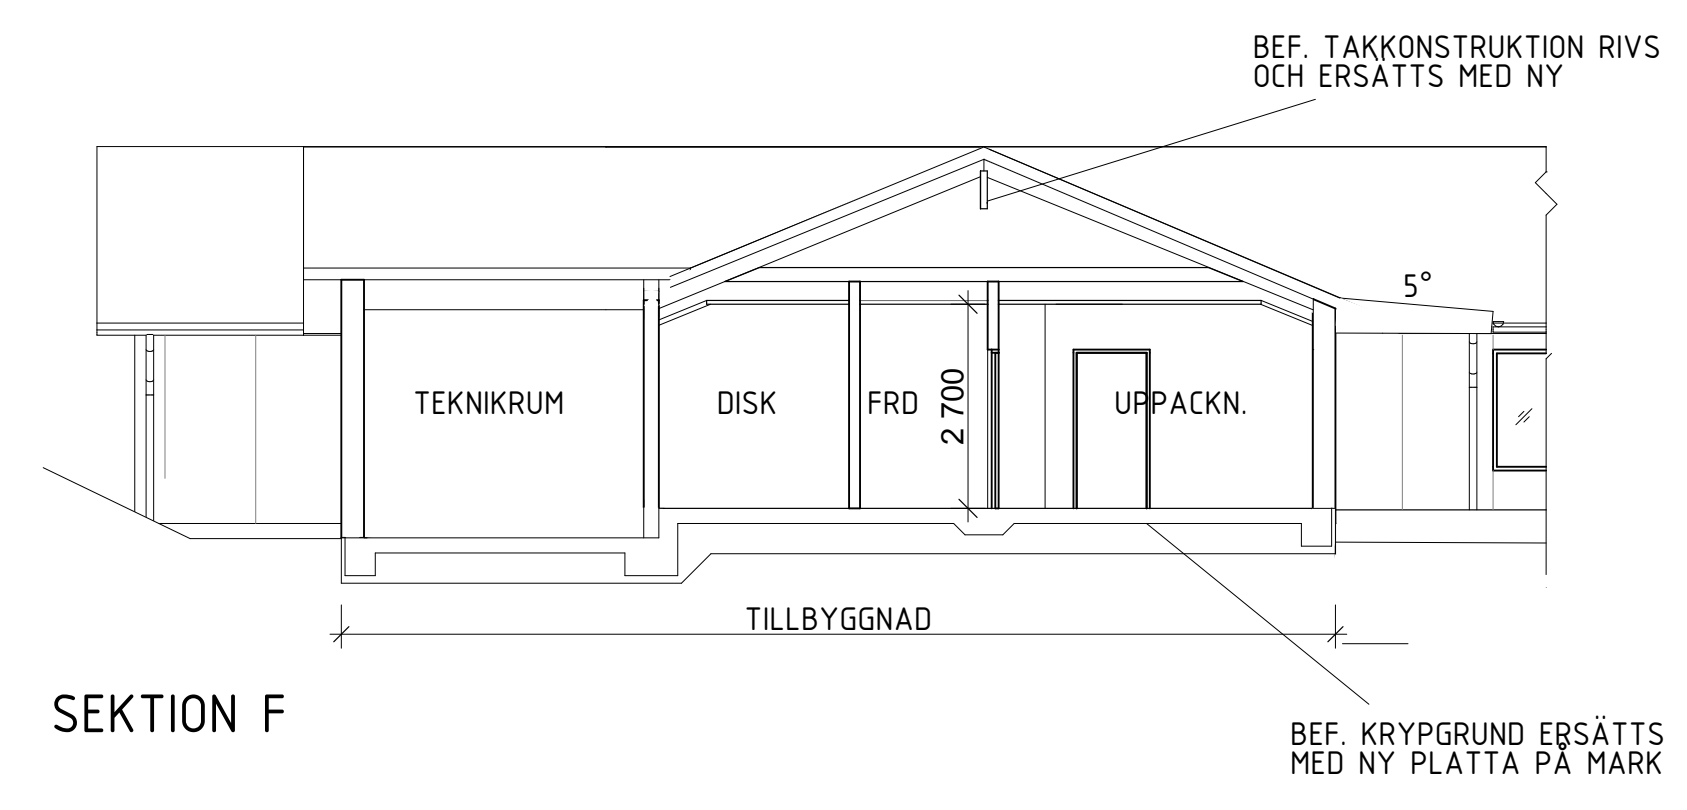 BEF. TAKKONSTRUKTION RIVS
OCH ERSÄTTS MED NY
5°
TEKNIKRUM
DISK
FRD
2 700
UPPACKN.
TILLBYGGNAD
SEKTION F
BEF. KRYPGRUND ERSÄTTS
MED NY PLATTA PÅ MARK